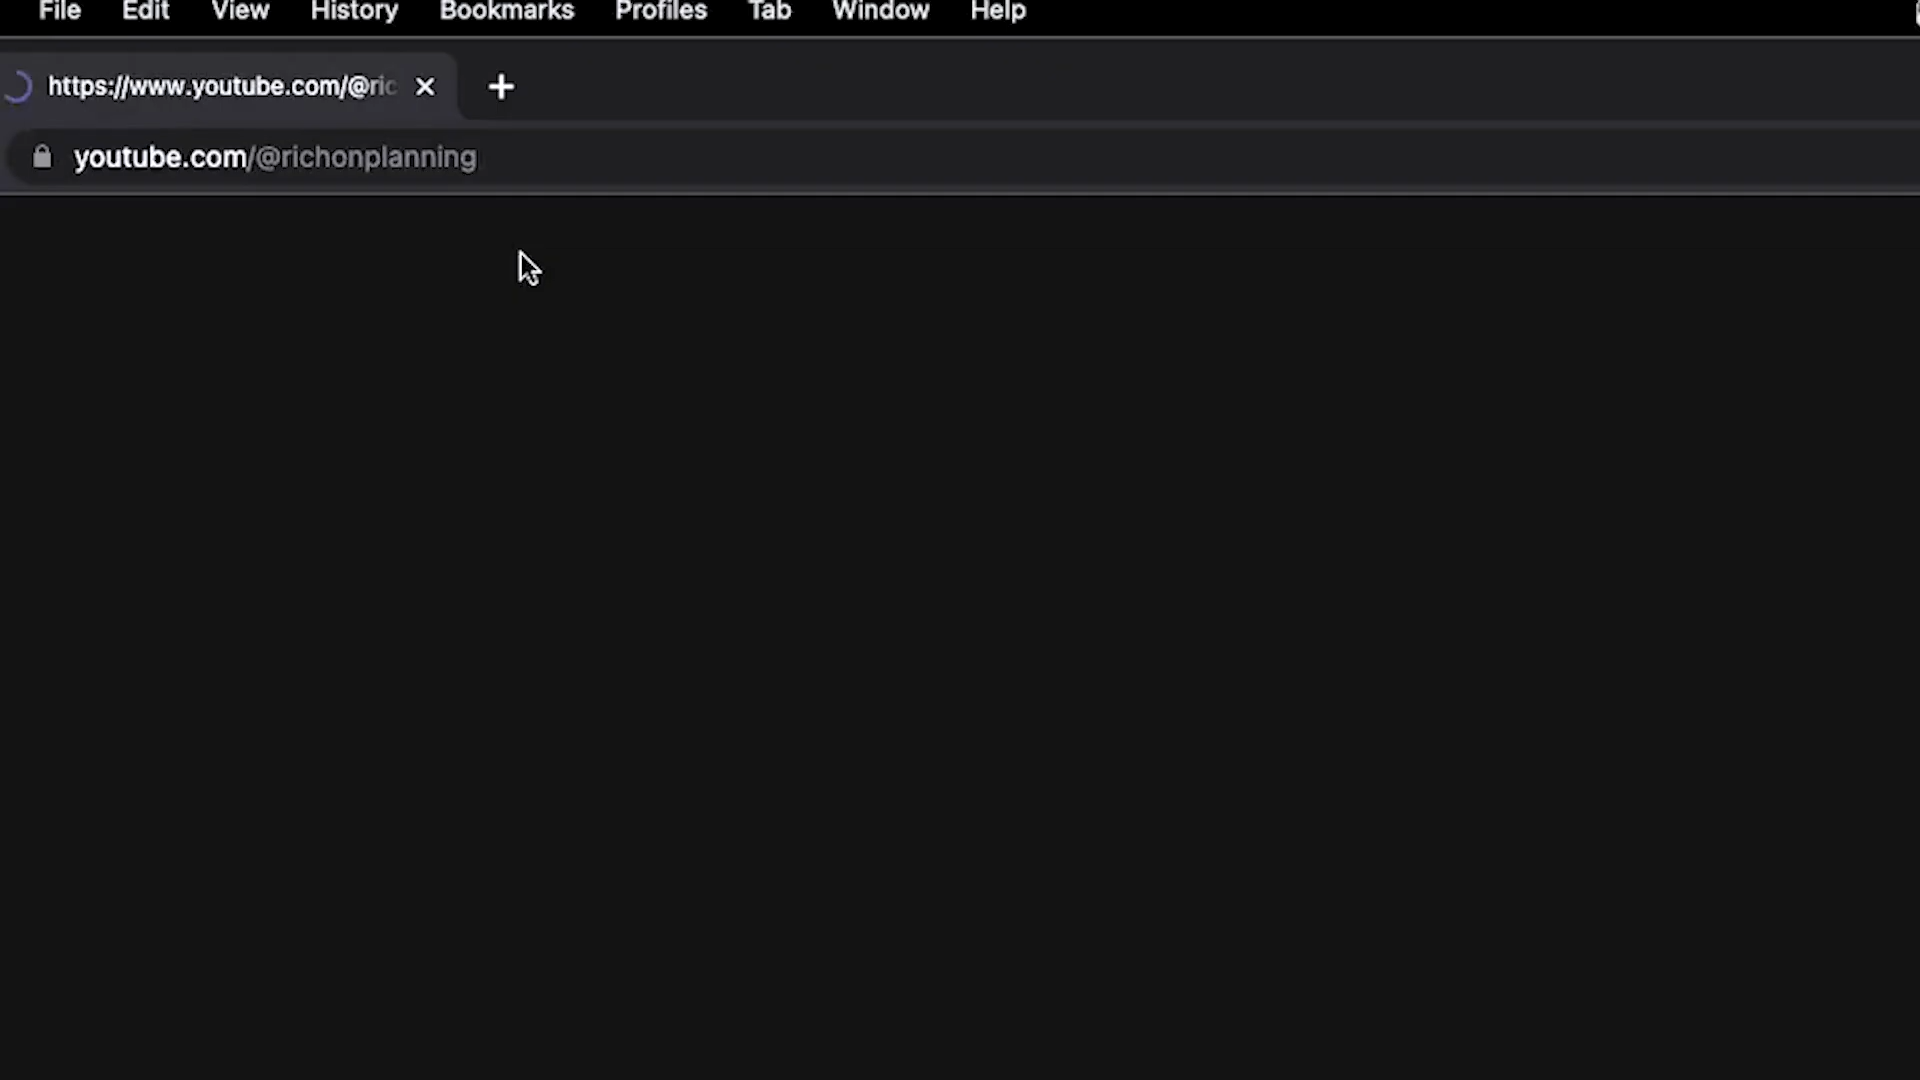 File Edit View History Bookmarks Profiles Tab Window Help
https://www.youtube.com/@ric
youtube.com/@richonplanning